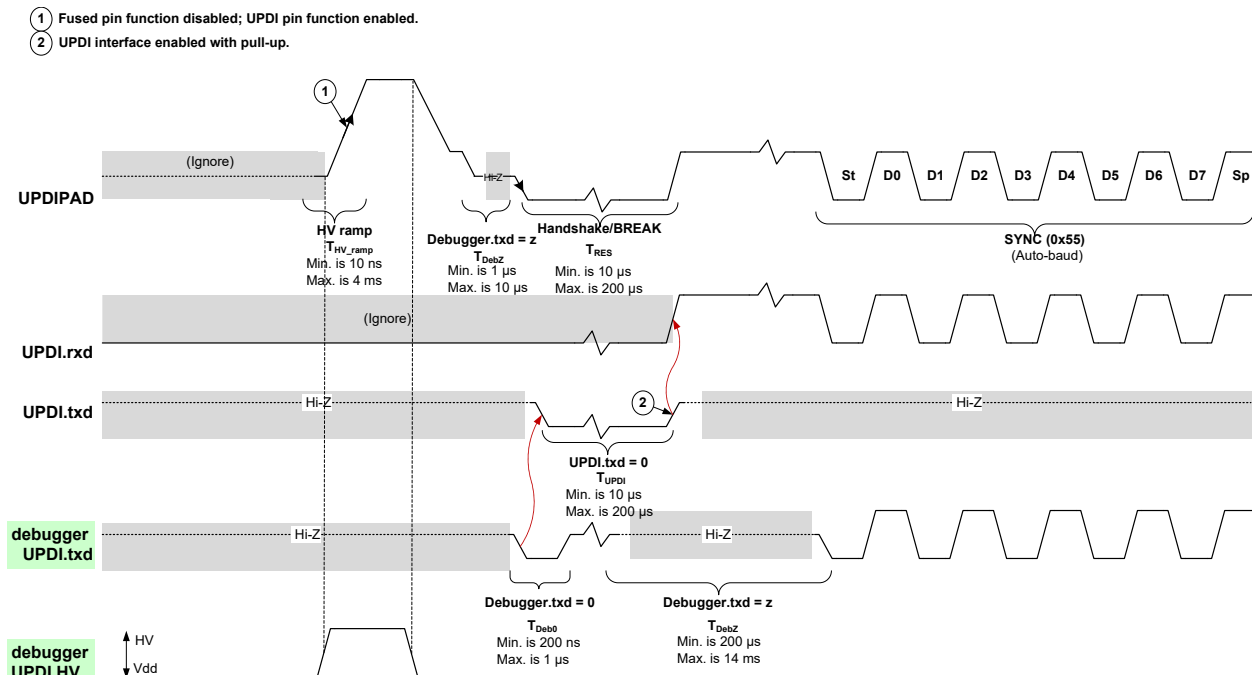 1 Fused pin function disabled; UPDI pin function enabled.
2 UPDI interface enabled with pull-up.
1
(Ignore)
Hi-Z
St D0 D1 D2 D3 D4 D5 D6 D7 Sp
UPDIPAD
HV ramp
THV_ramp
Min. is 10 ns
Max. is 4 ms
Debugger.txd = z
TDebZ
Min. is 1 µs
Max. is 10 µs
Handshake/BREAK
TRES
Min. is 10 µs
Max. is 200 µs
SYNC (0x55)
(Auto-baud)
(Ignore)
UPDI.rxd
Hi-Z
2
Hi-Z
UPDI.txd
UPDI.txd = 0
TUPDI
Min. is 10 µs
Max. is 200 µs
debugger
UPDI.txd
Hi-Z
Hi-Z
Debugger.txd = 0
TDeb0
Min. is 200 ns
Max. is 1 µs
Debugger.txd = z
TDebZ
Min. is 200 µs
Max. is 14 ms
HV
Vdd
debugger
UPDI.HV